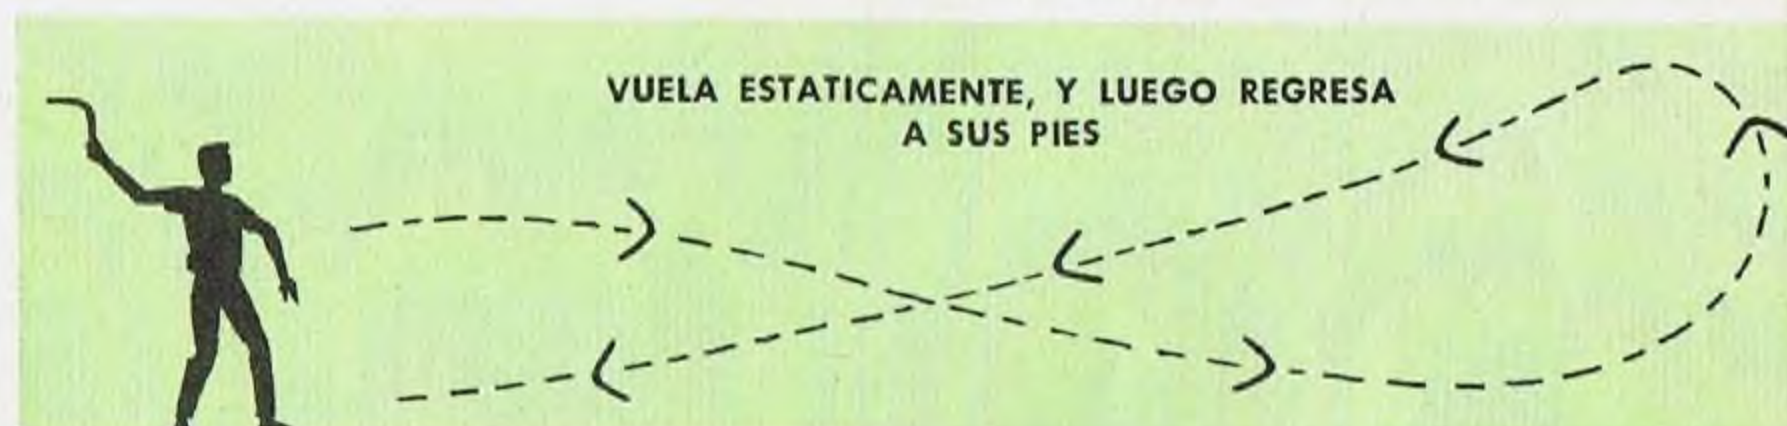 VUELA ESTATICAMENTE, Y LUEGO REGRESA
A SUS PIES